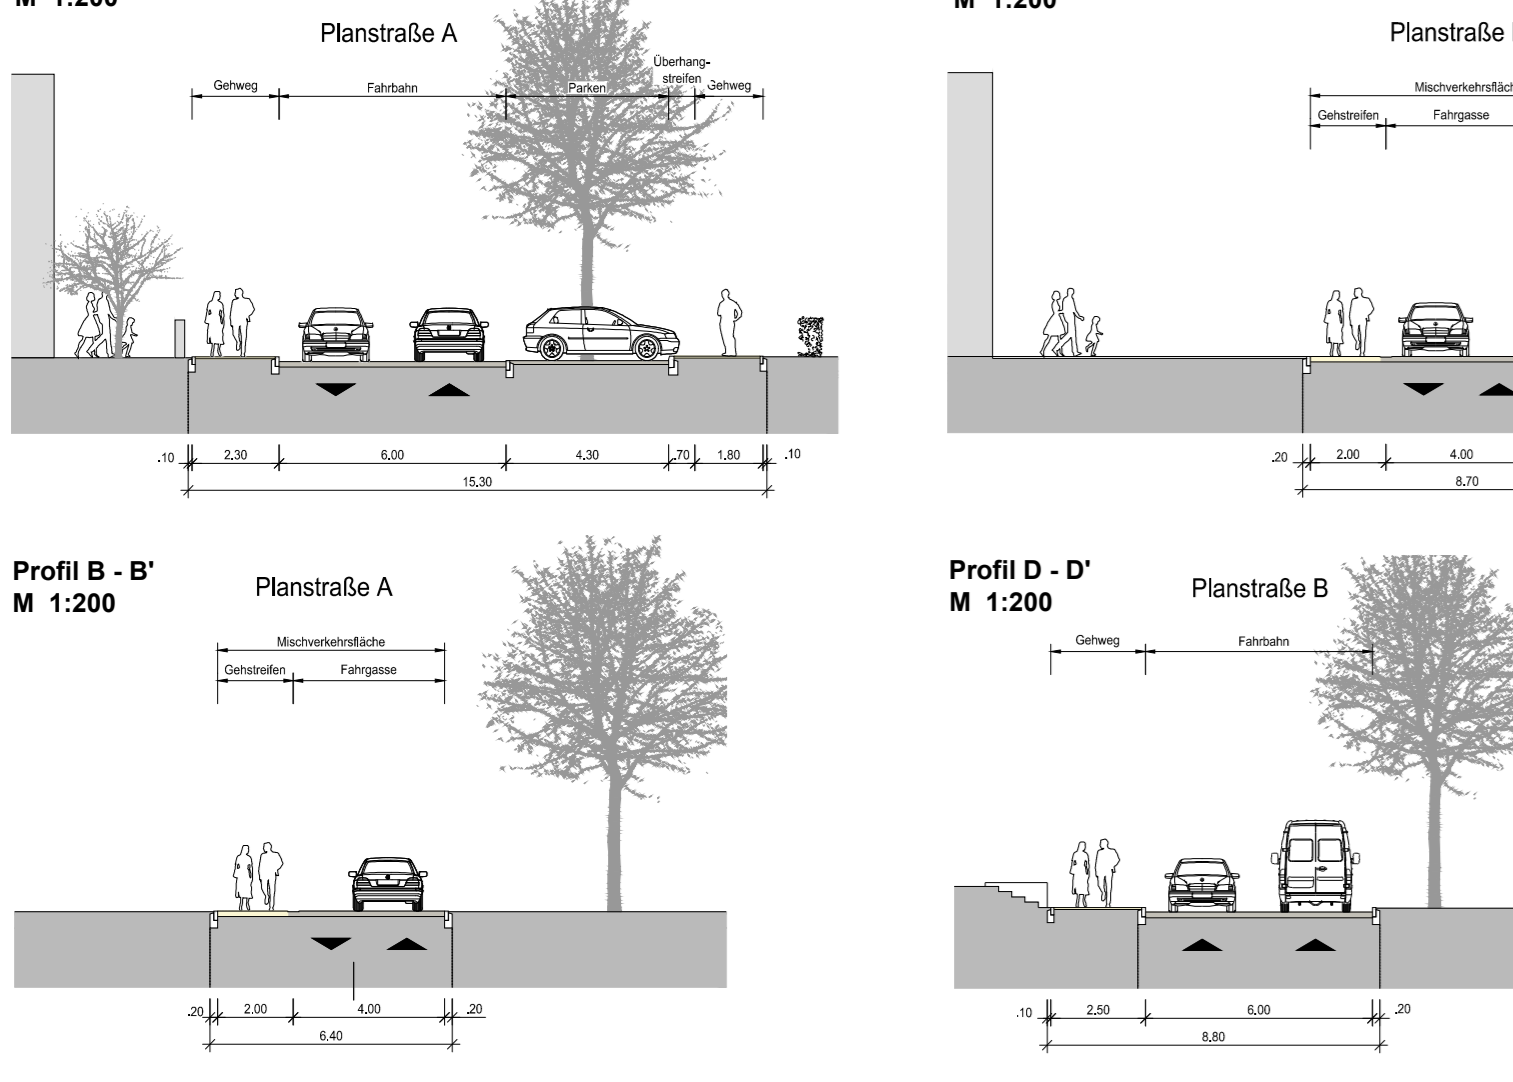 M 1:200
Planstraße A
Überhang-
streifen
Gehweg Fahrbahn Parken Gehweg
.10 2.30 6.00 4.30 .70 1.80 .10
15.30
M 1:200
Planstraße
Mischverkehrsfläch
Gehstreifen Fahrgasse
.20 2.00 4.00
8.70
Profil B - B'
M 1:200
Planstraße A
Mischverkehrsfläche
Gehstreifen Fahrgasse
.20 2.00 4.00 .20
6.40
Profil D - D'
M 1:200
Planstraße B
Gehweg Fahrbahn
.10 2.50 6.00 .20
8.80